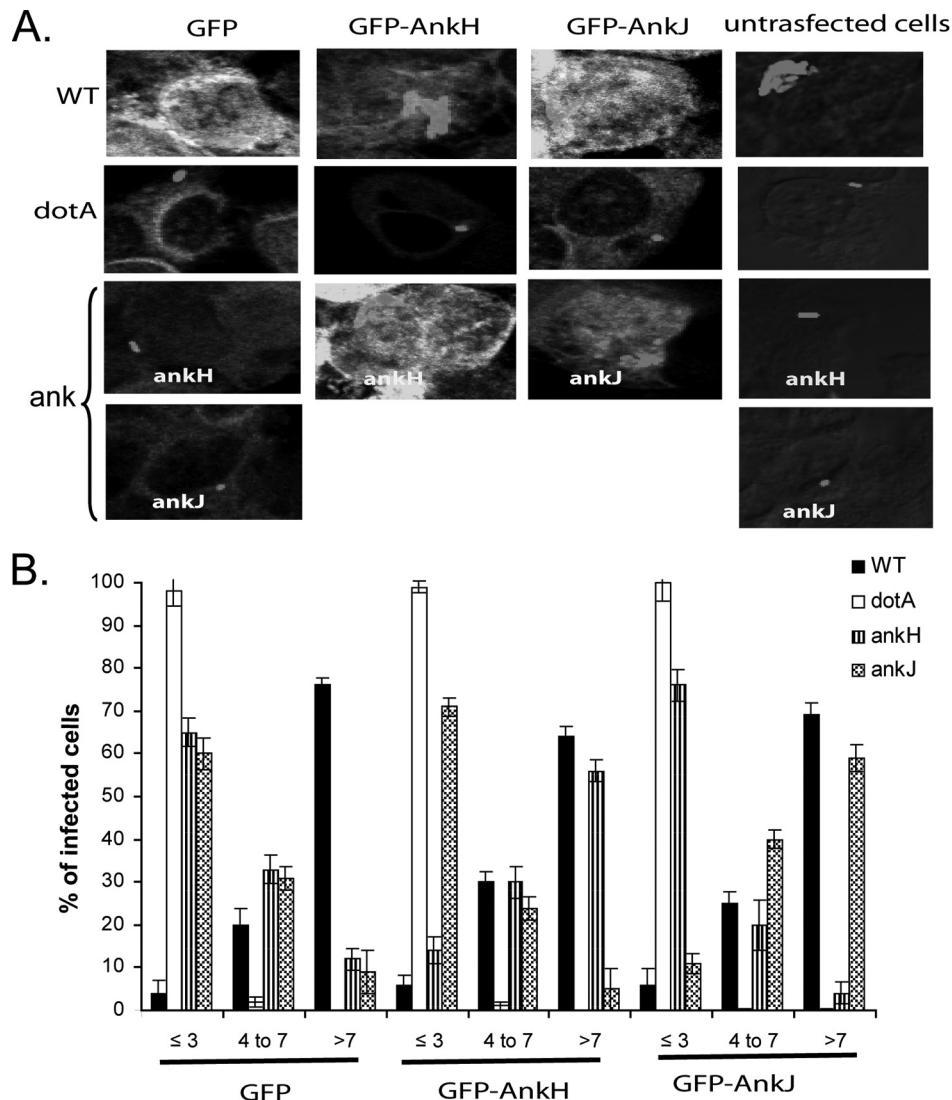 A.
GFP GFP-AnkH GFP-AnkJ untrasfected cells
WT
dotA
ankH ankH ankJ ankH
ank
ankJ ankJ
B.
WT
dotA
ankH
ankJ
% of infected cells
100
90
80
70
60
50
40
30
20
10
0
≤ 3 4 to 7 >7 ≤ 3 4 to 7 >7 ≤ 3 4 to 7 >7
GFP GFP-AnkH GFP-AnkJ